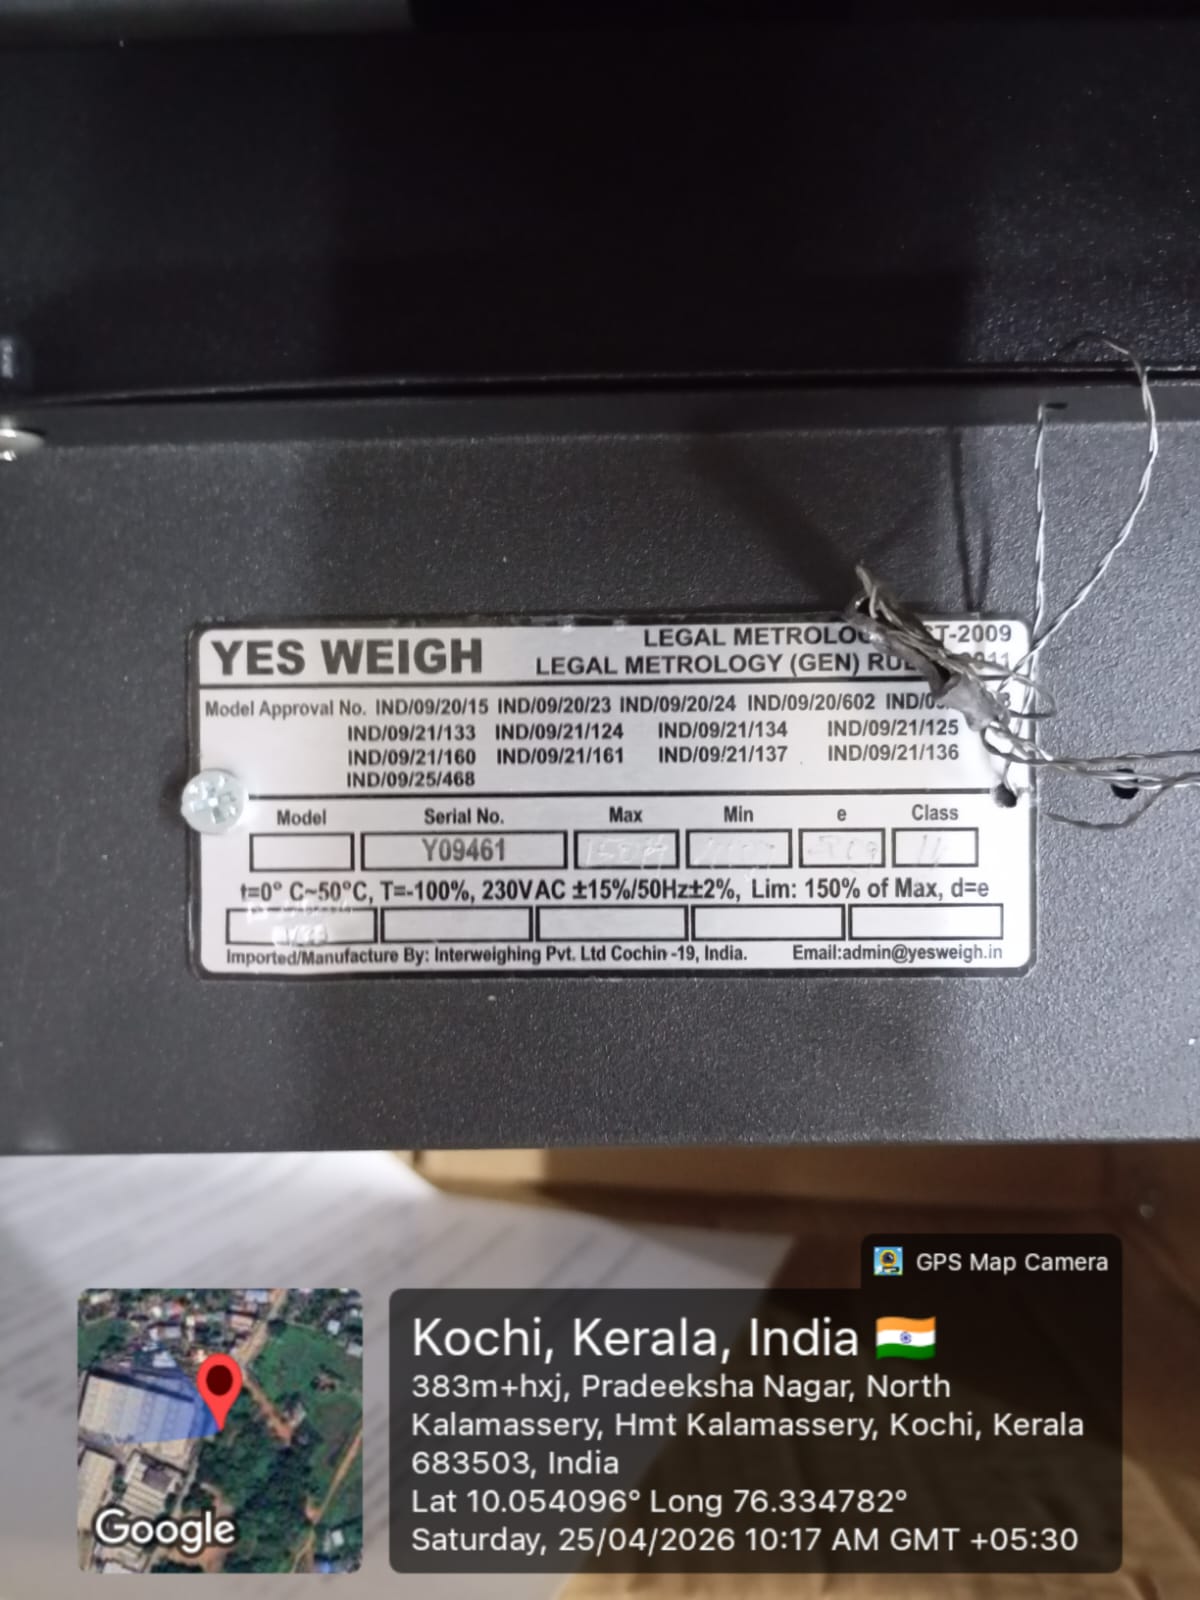 YES WEIGH
LEGAL METROLOGY ACT-2009
LEGAL METROLOGY (GEN) 2011
Model Approval No. IND/09/20/15 IND/09/20/23 IND/09/20/24 IND/09/20/602
IND/09/21/133 IND/09/21/124 IND/09/21/134 IND/09/21/125
IND/09/21/160 IND/09/21/161 IND/09/21/137 IND/09/21/136
IND/09/25/468
Model Serial No. Max Min e Class
Y09461
t=0° C~50°C, T=-100%, 230VAC ±15%/50Hz±2%, Lim: 150% of Max, d=e
Imported/Manufacture By: Interweighing Pvt. Ltd Cochin -19, India. Email:admin@yesweigh.in
GPS Map Camera
Kochi, Kerala, India
383m+hxj, Pradeeksha Nagar, North
Kalamassery, Hmt Kalamassery, Kochi, Kerala
683503, India
Lat 10.054096° Long 76.334782°
Saturday, 25/04/2026 10:17 AM GMT +05:30
Google